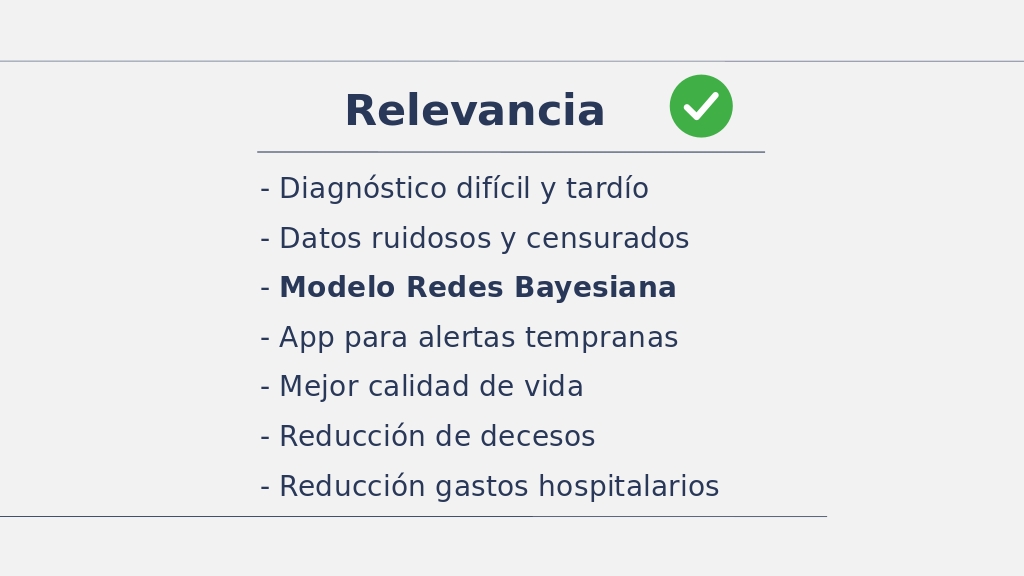 Relevancia
- Diagnóstico difícil y tardío
- Datos ruidosos y censurados
- Modelo Redes Bayesiana
- App para alertas tempranas
- Mejor calidad de vida
- Reducción de decesos
- Reducción gastos hospitalarios